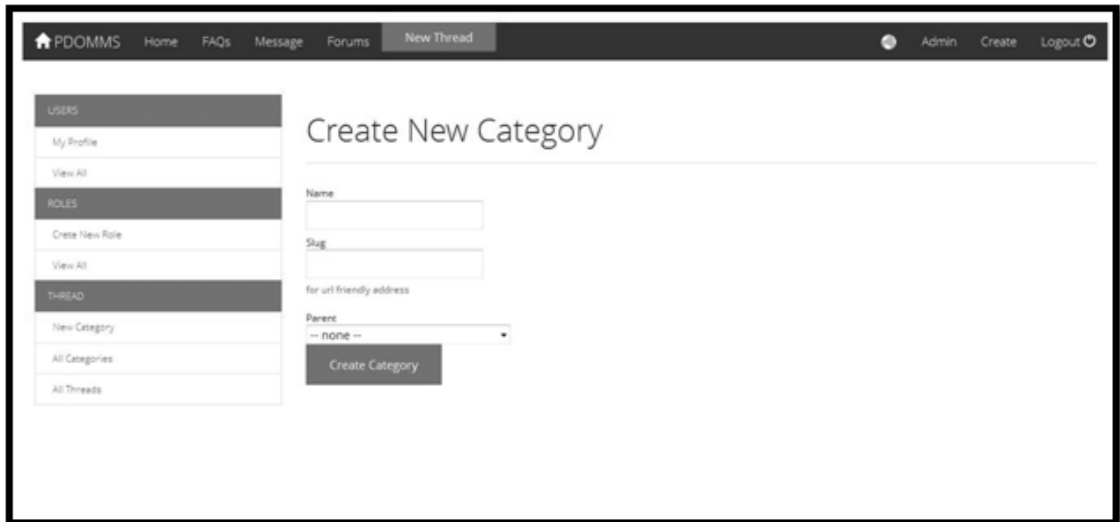 PDOMMS Home FAQs Message Forums New Thread Admin Create Logout
USERS
My Profile
View All
ROLES
Crete New Role
View All
THREAD
New Category
All Categories
All Threads
Create New Category
Name
Slug
for url friendly address
Parent
-- none --
Create Category